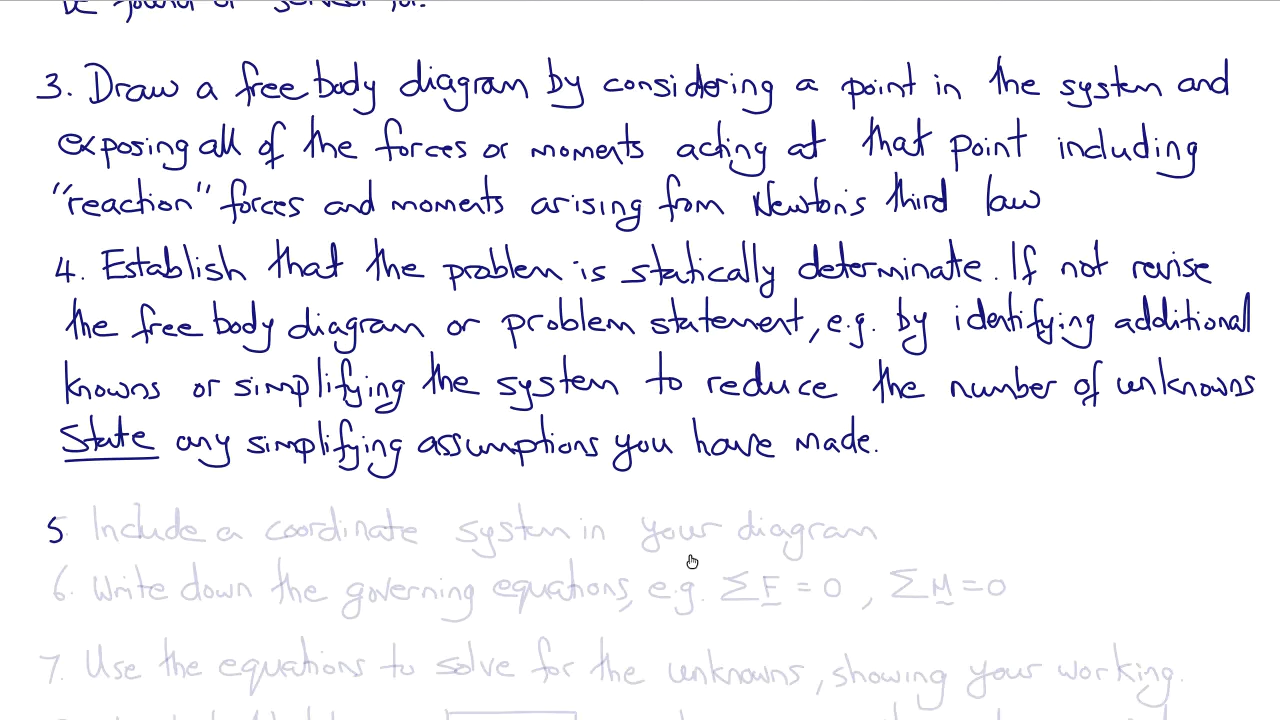 be found or solved for.
3. Draw a free body diagram by considering a point in the system and
exposing all of the forces or moments acting at that point including
"reaction" forces and moments arising from Newton's third law
4. Establish that the problem is statically determinate. If not revise
the free body diagram or problem statement, e.g. by identifying additional
knowns or simplifying the system to reduce the number of unknowns
State any simplifying assumptions you have made.
5. Include a coordinate system in your diagram
6. Write down the governing equations, e.g. ΣF = 0, ΣM = 0
7. Use the equations to solve for the unknowns, showing your working.